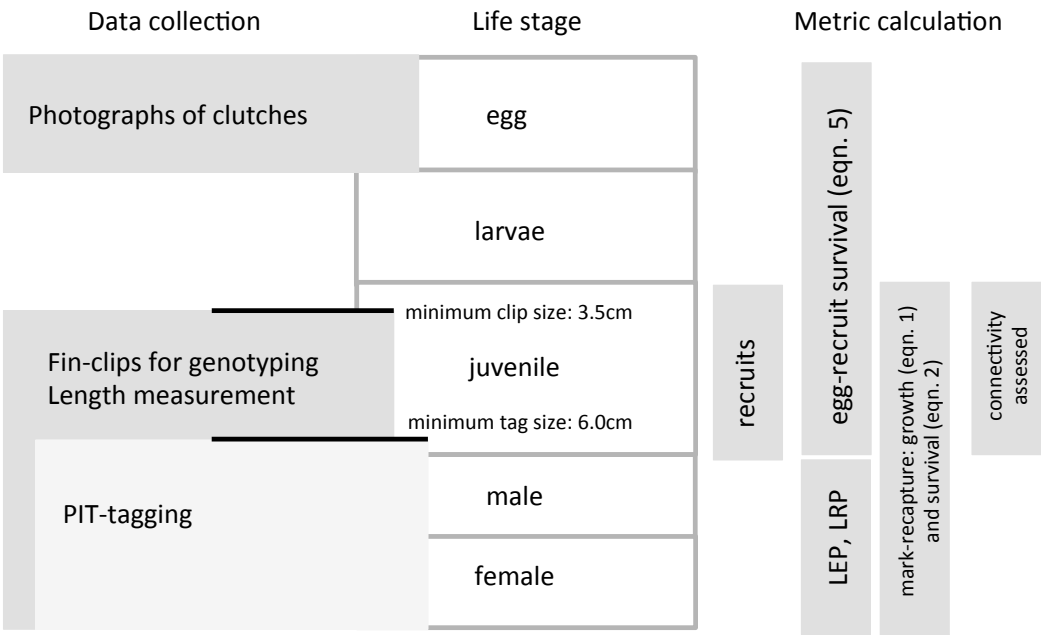 Data collection
Life stage
Metric calculation
Photographs of clutches
egg
larvae
minimum clip size: 3.5cm
Fin-clips for genotyping
Length measurement
juvenile
minimum tag size: 6.0cm
PIT-tagging
male
female
recruits
egg-recruit survival (eqn. 5)
LEP, LRP
mark-recapture: growth (eqn. 1)
and survival (eqn. 2)
connectivity
assessed